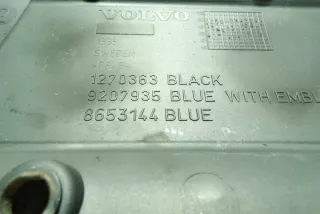 VOLVO
1270363 BLACK
9207935 BLUE WITH EMBL
8653144 BLUE